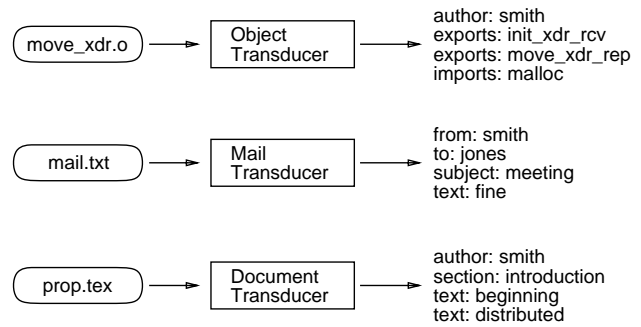 move_xdr.o
Object
Transducer
author: smith
exports: init_xdr_rcv
exports: move_xdr_rep
imports: malloc
mail.txt
Mail
Transducer
from: smith
to: jones
subject: meeting
text: fine
prop.tex
Document
Transducer
author: smith
section: introduction
text: beginning
text: distributed